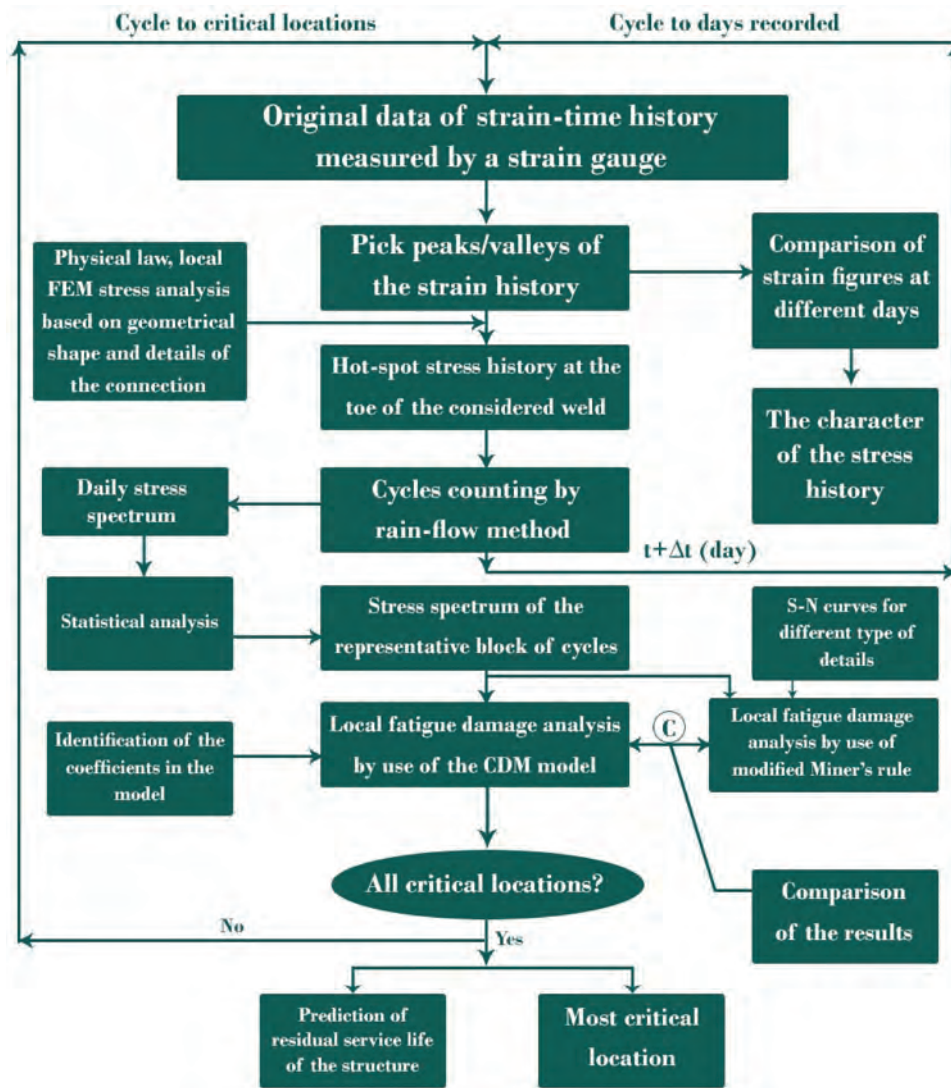 Cycle to critical locations
Cycle to days recorded
Original data of strain-time history
measured by a strain gauge
Pick peaks/valleys of
the strain history
Comparison of
strain figures at
different days
Physical law, local
FEM stress analysis
based on geometrical
shape and details of
the connection
Hot-spot stress history at the
toe of the considered weld
The character
of the stress
history
Daily stress
spectrum
Cycles counting by
rain-flow method
t+Δt (day)
Statistical analysis
Stress spectrum of the
representative block of cycles
S-N curves for
different type of
details
Identification of the
coefficients in the
model
Local fatigue damage analysis
by use of the CDM model
C
Local fatigue damage
analysis by use of
modified Miner's rule
All critical locations?
Comparison
of the results
No
Yes
Prediction of
residual service life
of the structure
Most critical
location